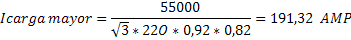 Icarga mayor = 55000 / √3 * 22O * 0,92 * 0,82 = 191,32 AMP